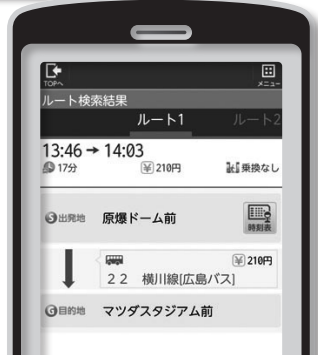 TOPへ
メニュー
ルート検索結果
ルート1 ルート2
13:46 → 14:03
17分 ¥ 210円 乗換なし
S 出発地 原爆ドーム前
時刻表
¥ 210円
22 横川線[広島バス]
G 目的地 マツダスタジアム前